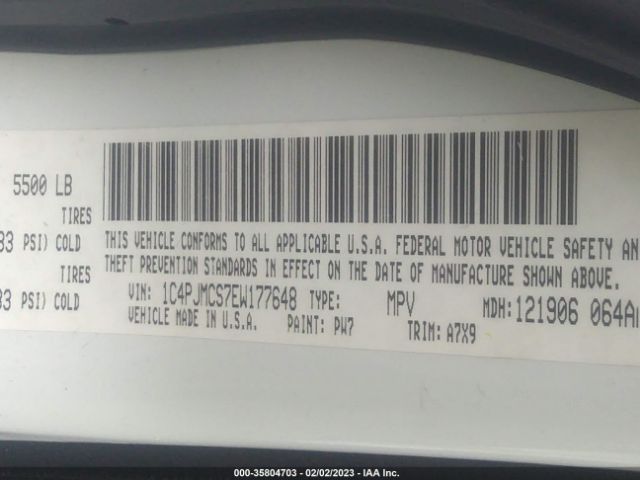 5500 LB
TIRES
33 PSI) COLD
TIRES
33 PSI) COLD
THIS VEHICLE CONFORMS TO ALL APPLICABLE U.S.A. FEDERAL MOTOR VEHICLE SAFETY AN
THEFT PREVENTION STANDARDS IN EFFECT ON THE DATE OF MANUFACTURE SHOWN ABOVE.
VIN: 1C4PJMCS7EW177648 TYPE: MPV MDH:121906 064A
VEHICLE MADE IN U.S.A. PAINT: PW7 TRIM: A7X9
000-35804703 - 02/02/2023 - IAA Inc.